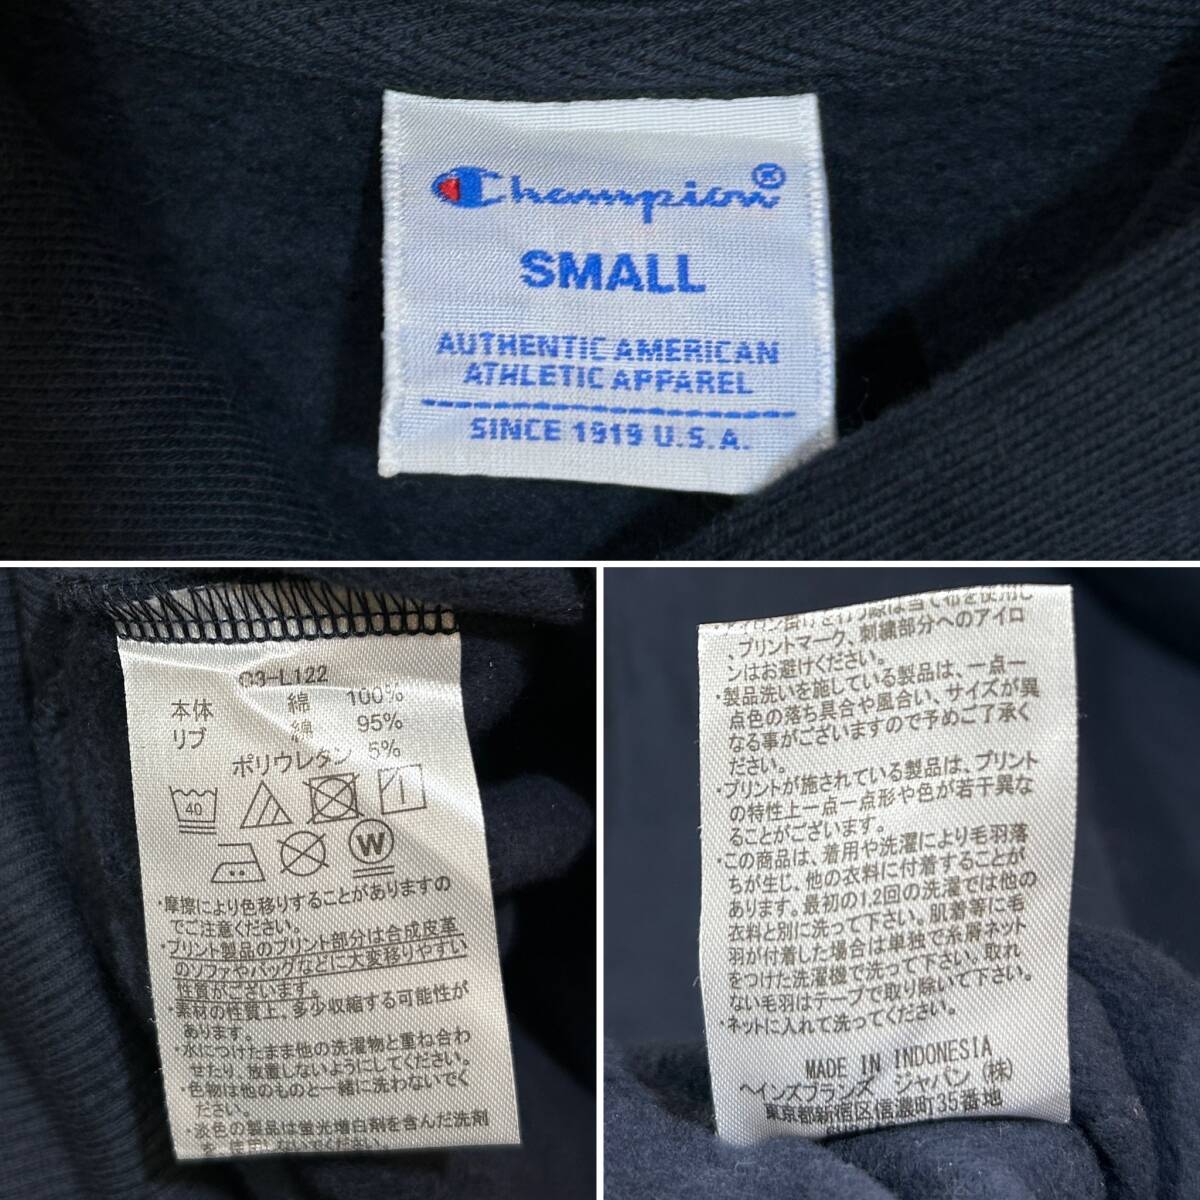 Champion®
SMALL
AUTHENTIC AMERICAN
ATHLETIC APPAREL
SINCE 1919 U.S.A.
C3-L122
本体 綿 100%
リブ 綿 95%
ポリウレタン 5%
40
W
・摩擦により色移りすることがありますの
でご注意ください。
・プリント製品のプリント部分は合成皮革
のソファやバッグなどに大変移りやすい
性質がございます。
・素材の性質上、多少収縮する可能性が
あります。
・水につけたまま他の洗濯物と重ね合わ
せたり、放置しないようにしてください。
・色物は他のものと一緒に洗わないでく
ださい。
・淡色の製品は蛍光増白剤を含んだ洗剤
を使用しないでください。
プリントマーク、刺繍部分へのアイロ
ンはお避けください。
・製品洗いを施している製品は、一点一
点色の落ち具合や風合い、サイズが異
なる事がございますので予めご了承く
ださい。
・プリントが施されている製品は、プリント
の特性上一点一点形や色が若干異な
ることがございます。
・この商品は、着用や洗濯により毛羽落
ちが生じ、他の衣料に付着することが
あります。最初の1,2回の洗濯では他の
衣料と別に洗って下さい。肌着等に毛
羽が付着した場合は単独で糸屑ネット
をつけた洗濯機で洗って下さい。取れ
ない毛羽はテープで取り除いて下さい。
・ネットに入れて洗ってください。
MADE IN INDONESIA
ヘインズブランズ ジャパン (株)
東京都新宿区信濃町35番地